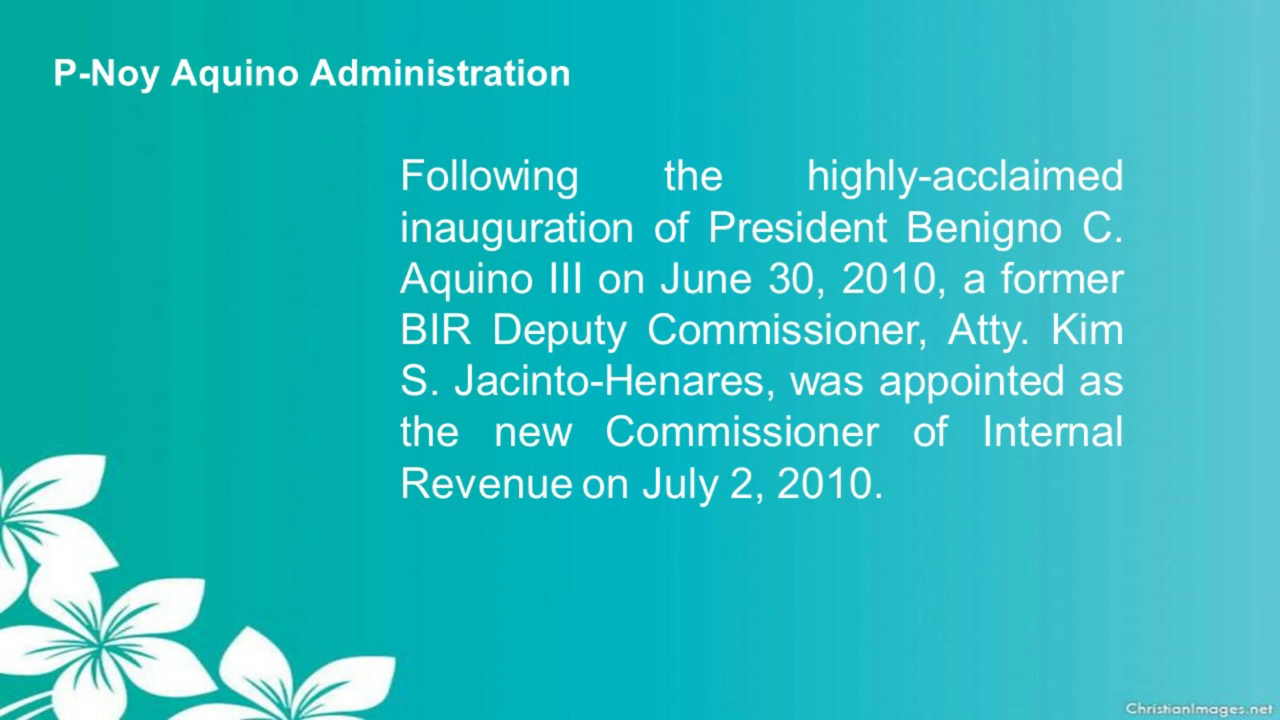 P-Noy Aquino Administration
Following the highly-acclaimed
inauguration of President Benigno C.
Aquino III on June 30, 2010, a former
BIR Deputy Commissioner, Atty. Kim
S. Jacinto-Henares, was appointed as
the new Commissioner of Internal
Revenue on July 2, 2010.
ChristianImages.net